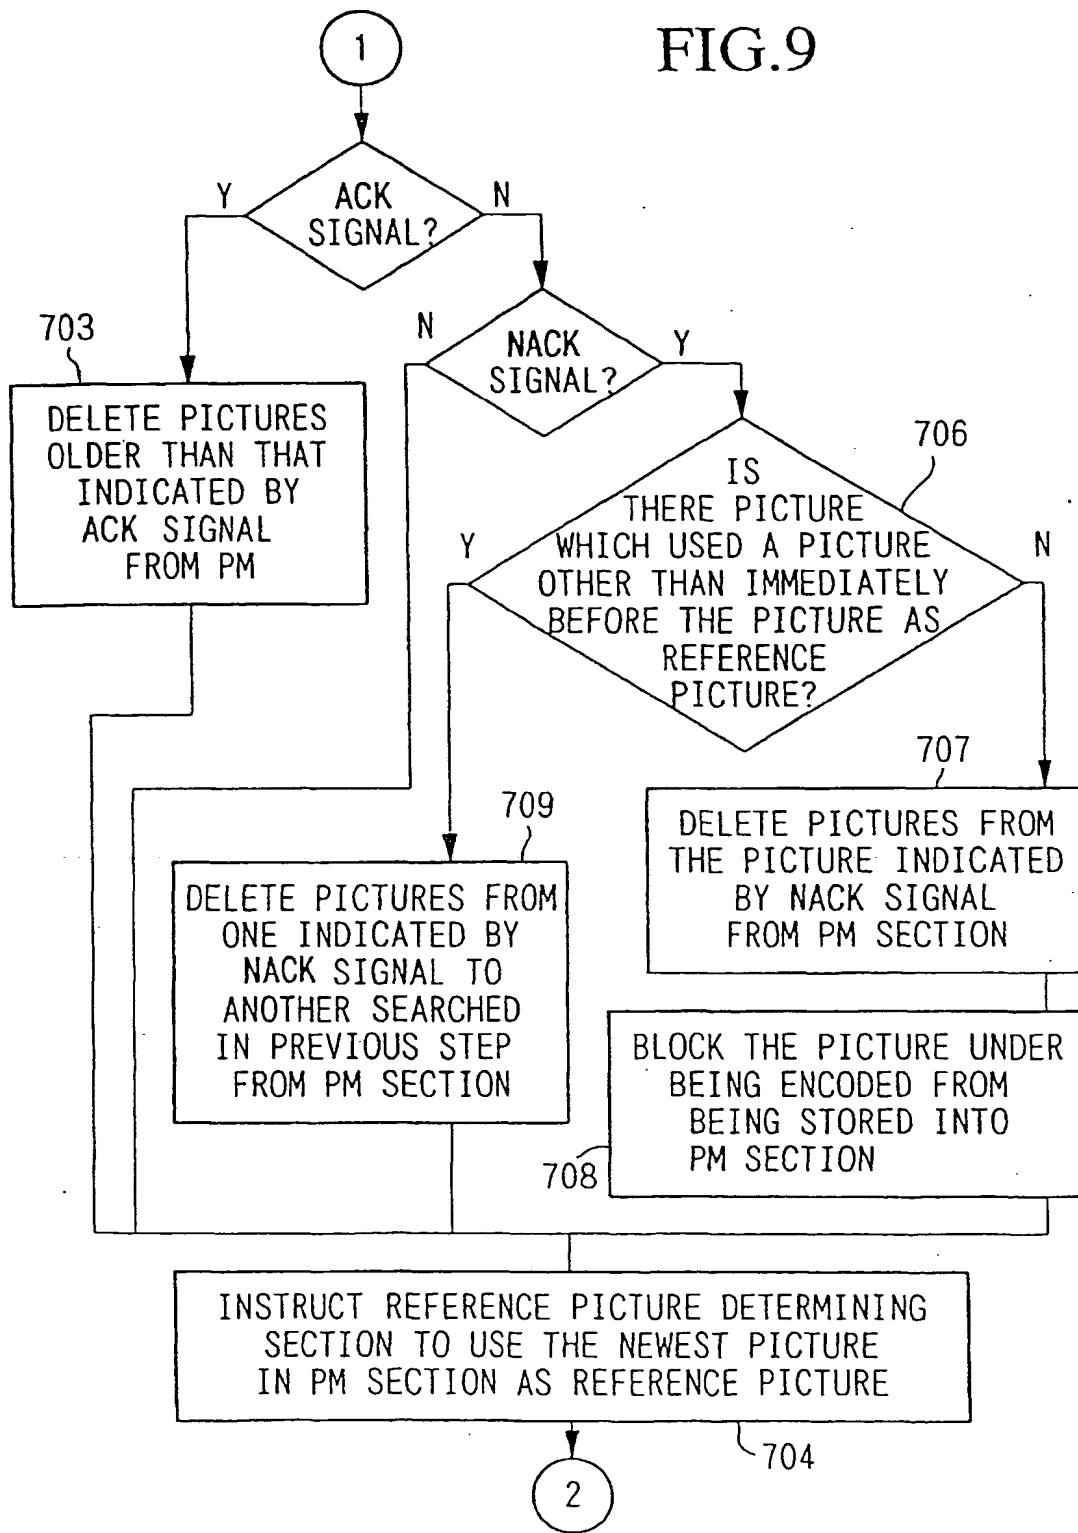 FIG.9
1
ACK
SIGNAL?
Y
N
NACK
SIGNAL?
N
Y
703
DELETE PICTURES
OLDER THAN THAT
INDICATED BY
ACK SIGNAL
FROM PM
706
IS
THERE PICTURE
WHICH USED A PICTURE
OTHER THAN IMMEDIATELY
BEFORE THE PICTURE AS
REFERENCE
PICTURE?
Y
N
709
DELETE PICTURES FROM
ONE INDICATED BY
NACK SIGNAL TO
ANOTHER SEARCHED
IN PREVIOUS STEP
FROM PM SECTION
707
DELETE PICTURES FROM
THE PICTURE INDICATED
BY NACK SIGNAL
FROM PM SECTION
BLOCK THE PICTURE UNDER
BEING ENCODED FROM
BEING STORED INTO
PM SECTION
708
INSTRUCT REFERENCE PICTURE DETERMINING
SECTION TO USE THE NEWEST PICTURE
IN PM SECTION AS REFERENCE PICTURE
704
2